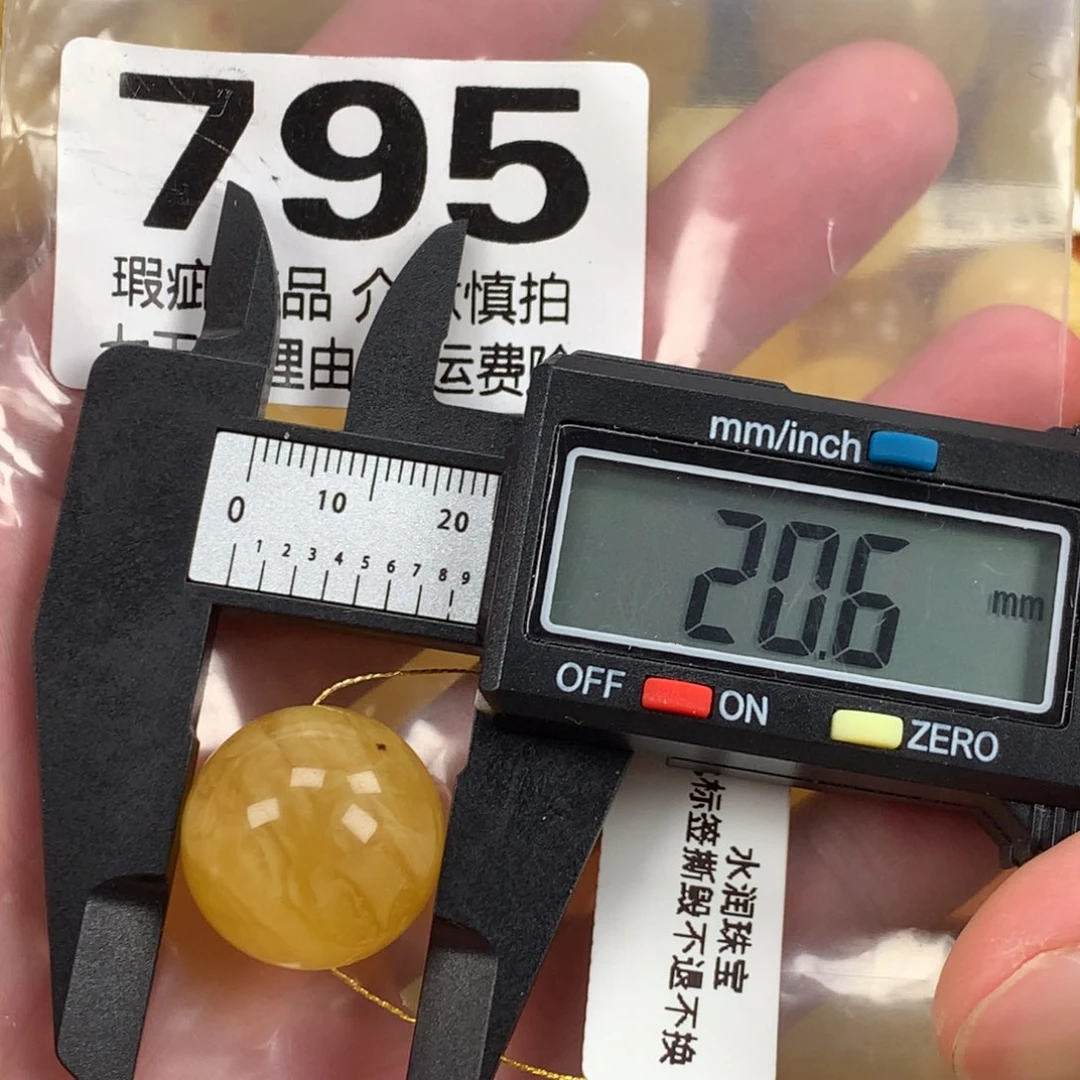 795
瑕疵 品 介 慎拍
理由 运费险
mm/inch
20.6 mm
0 10 20
1 2 3 4 5 6 7 8 9
OFF ON ZERO
水润珠宝
标签撕毁不退不换